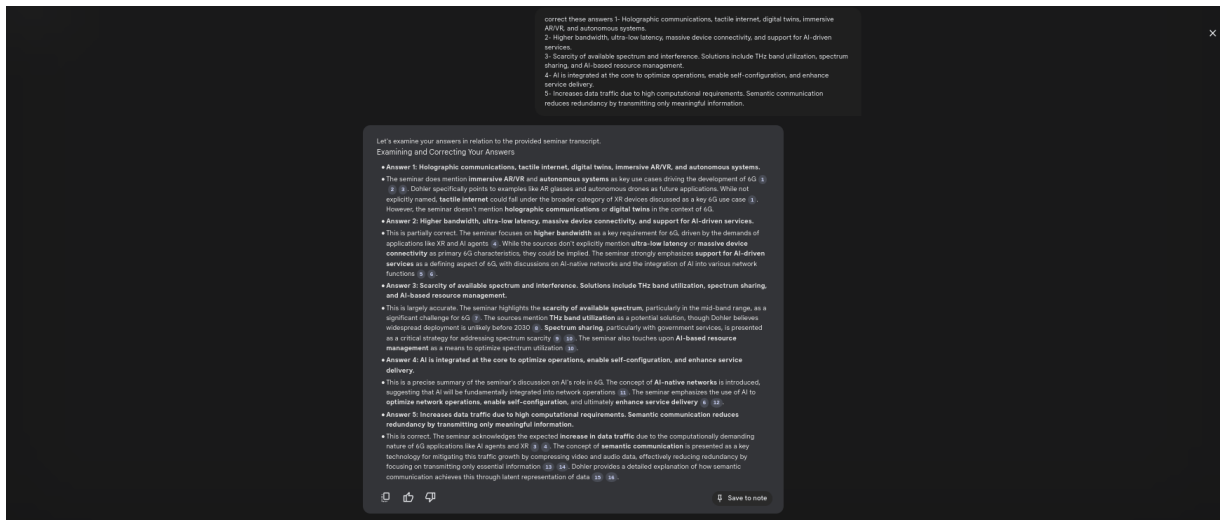 correct these answers 1- Holographic communications, tactile internet, digital twins, immersive
AR/VR, and autonomous systems.
2- Higher bandwidth, ultra-low latency, massive device connectivity, and support for AI-driven
services.
3- Scarcity of available spectrum and interference. Solutions include THz band utilization, spectrum
sharing, and AI-based resource management.
4- AI is integrated at the core to optimize operations, enable self-configuration, and enhance
service delivery.
5- Increases data traffic due to high computational requirements. Semantic communication
reduces redundancy by transmitting only meaningful information.
Let's examine your answers in relation to the provided seminar transcript.
Examining and Correcting Your Answers
• Answer 1: Holographic communications, tactile internet, digital twins, immersive AR/VR, and autonomous systems.
• The seminar does mention immersive AR/VR and autonomous systems as key use cases driving the development of 6G 1
2 3 . Dohler specifically points to examples like AR glasses and autonomous drones as future applications. While not
explicitly named, tactile internet could fall under the broader category of XR devices discussed as a key 6G use case 1 .
However, the seminar doesn't mention holographic communications or digital twins in the context of 6G.
• Answer 2: Higher bandwidth, ultra-low latency, massive device connectivity, and support for AI-driven services.
• This is partially correct. The seminar focuses on higher bandwidth as a key requirement for 6G, driven by the demands of
applications like XR and AI agents 4 . While the sources don't explicitly mention ultra-low latency or massive device
connectivity as primary 6G characteristics, they could be implied. The seminar strongly emphasizes support for AI-driven
services as a defining aspect of 6G, with discussions on AI-native networks and the integration of AI into various network
functions 5 6 .
• Answer 3: Scarcity of available spectrum and interference. Solutions include THz band utilization, spectrum sharing,
and AI-based resource management.
• This is largely accurate. The seminar highlights the scarcity of available spectrum, particularly in the mid-band range, as a
significant challenge for 6G 7 . The sources mention THz band utilization as a potential solution, though Dohler believes
widespread deployment is unlikely before 2030 8 . Spectrum sharing, particularly with government services, is presented
as a critical strategy for addressing spectrum scarcity 9 10 . The seminar also touches upon AI-based resource
management as a means to optimize spectrum utilization 10 .
• Answer 4: AI is integrated at the core to optimize operations, enable self-configuration, and enhance service
delivery.
• This is a precise summary of the seminar's discussion on AI's role in 6G. The concept of AI-native networks is introduced,
suggesting that AI will be fundamentally integrated into network operations 11 . The seminar emphasizes the use of AI to
optimize network operations, enable self-configuration, and ultimately enhance service delivery 6 12 .
• Answer 5: Increases data traffic due to high computational requirements. Semantic communication reduces
redundancy by transmitting only meaningful information.
• This is correct. The seminar acknowledges the expected increase in data traffic due to the computationally demanding
nature of 6G applications like AI agents and XR 3 4 . The concept of semantic communication is presented as a key
technology for mitigating this traffic growth by compressing video and audio data, effectively reducing redundancy by
focusing on transmitting only essential information 13 14 . Dohler provides a detailed explanation of how semantic
communication achieves this through latent representation of data 15 16 .
Save to note